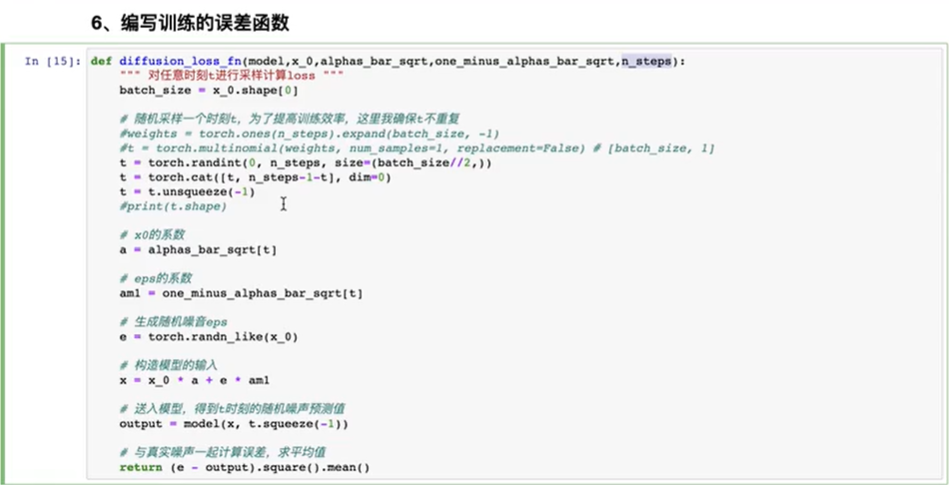 6、编写训练的误差函数
In [15]:
def diffusion_loss_fn(model,x_0,alphas_bar_sqrt,one_minus_alphas_bar_sqrt,n_steps):
""" 对任意时刻t进行采样计算loss """
batch_size = x_0.shape[0]
# 随机采样一个时刻t，为了提高训练效率，这里我确保t不重复
#weights = torch.ones(n_steps).expand(batch_size, -1)
#t = torch.multinomial(weights, num_samples=1, replacement=False) # [batch_size, 1]
t = torch.randint(0, n_steps, size=(batch_size//2,))
t = torch.cat([t, n_steps-1-t], dim=0)
t = t.unsqueeze(-1)
#print(t.shape)
# x0的系数
a = alphas_bar_sqrt[t]
# eps的系数
aml = one_minus_alphas_bar_sqrt[t]
# 生成随机噪音eps
e = torch.randn_like(x_0)
# 构造模型的输入
x = x_0 * a + e * aml
# 送入模型，得到t时刻的随机噪声预测值
output = model(x, t.squeeze(-1))
# 与真实噪声一起计算误差，求平均值
return (e - output).square().mean()